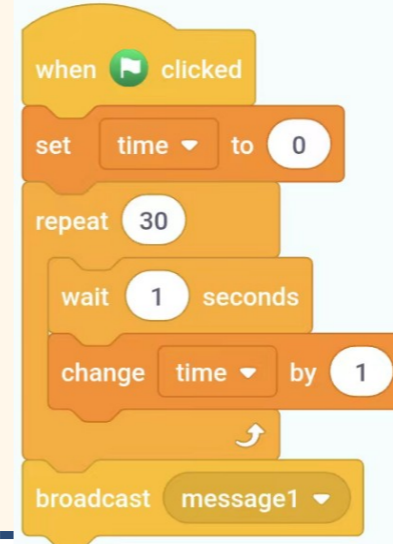 when clicked
set time to 0
repeat 30
wait 1 seconds
change time by 1
broadcast message1